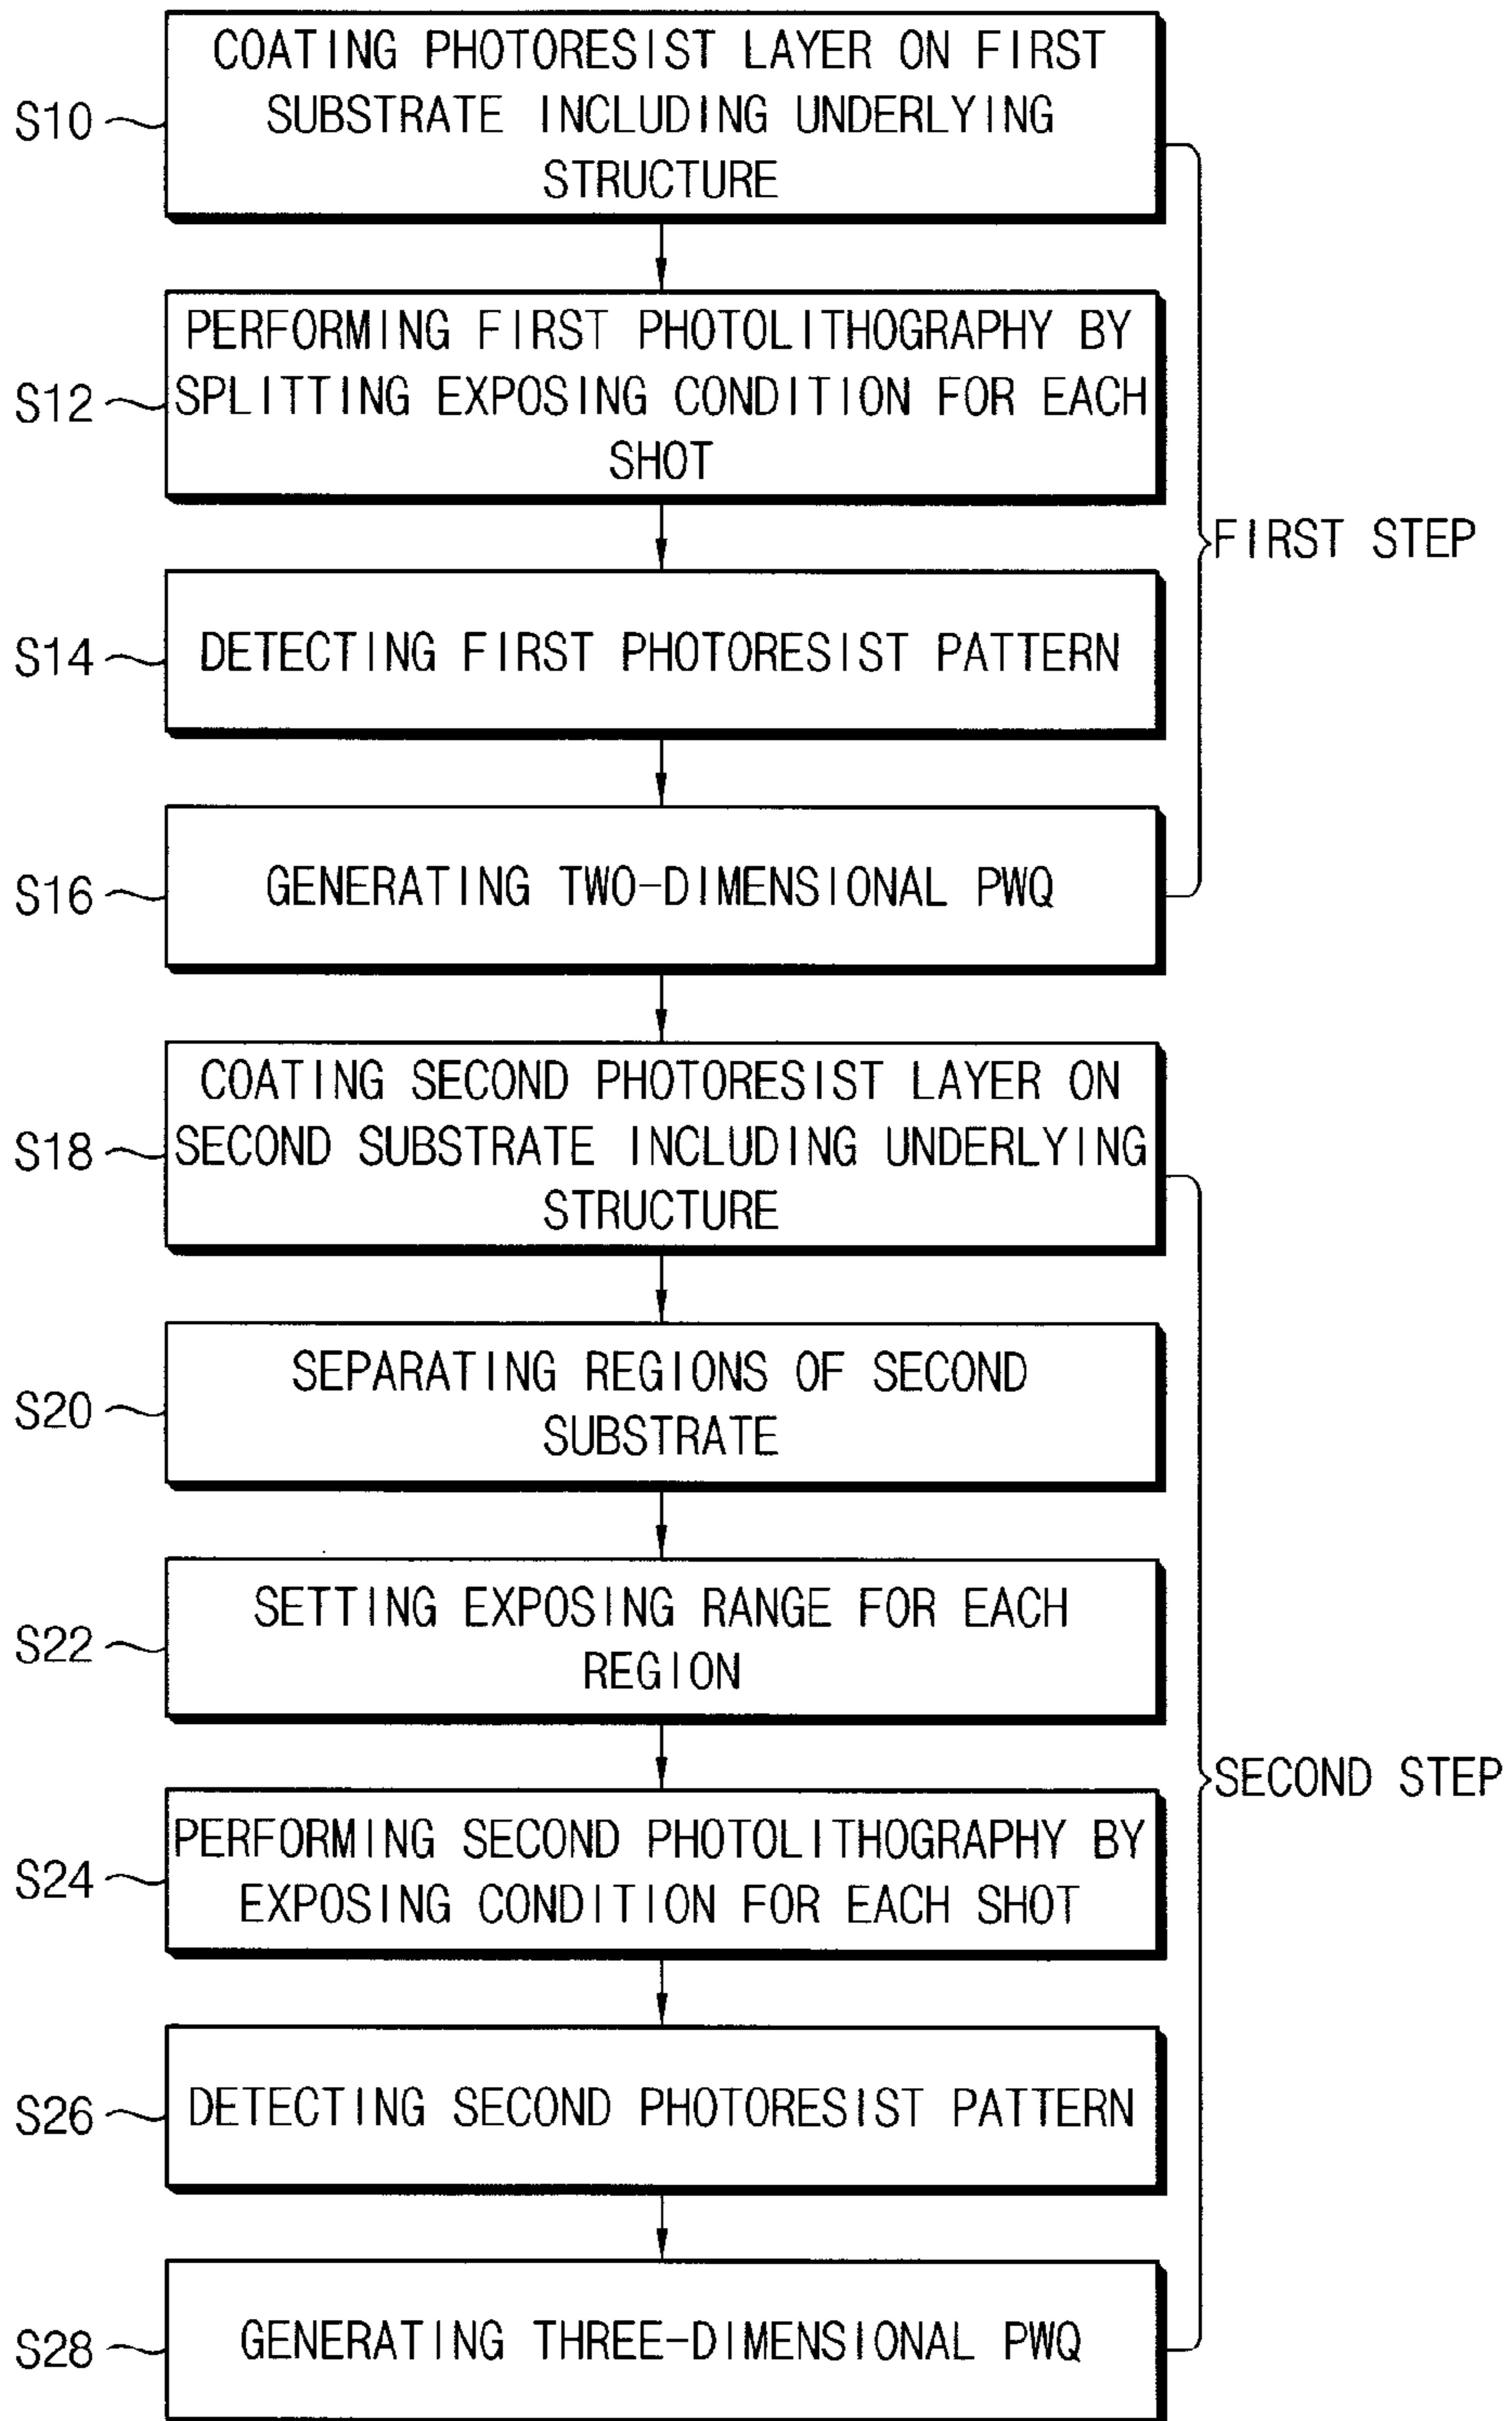 COATING PHOTORESIST LAYER ON FIRST
SUBSTRATE INCLUDING UNDERLYING
STRUCTURE
S10
PERFORMING FIRST PHOTOLITHOGRAPHY BY
SPLITTING EXPOSING CONDITION FOR EACH
SHOT
S12
FIRST STEP
DETECTING FIRST PHOTORESIST PATTERN
S14
GENERATING TWO-DIMENSIONAL PWQ
S16
COATING SECOND PHOTORESIST LAYER ON
SECOND SUBSTRATE INCLUDING UNDERLYING
STRUCTURE
S18
SEPARATING REGIONS OF SECOND
SUBSTRATE
S20
SETTING EXPOSING RANGE FOR EACH
REGION
S22
SECOND STEP
PERFORMING SECOND PHOTOLITHOGRAPHY BY
EXPOSING CONDITION FOR EACH SHOT
S24
DETECTING SECOND PHOTORESIST PATTERN
S26
GENERATING THREE-DIMENSIONAL PWQ
S28